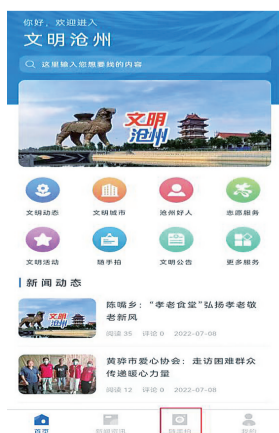 你好，欢迎进入
文明沧州
这里输入您想要找的内容
文明
沧州
文明动态
文明城市
沧州好人
志愿服务
文明活动
随手拍
文明公告
更多服务
新闻动态
陈嘴乡：“孝老食堂”弘扬孝老敬
老新风
阅读 35 评论 0 2022-07-08
黄骅市爱心协会：走访困难群众
传递暖心力量
阅读 12 评论 0 2022-07-08
首页
随手拍
我的